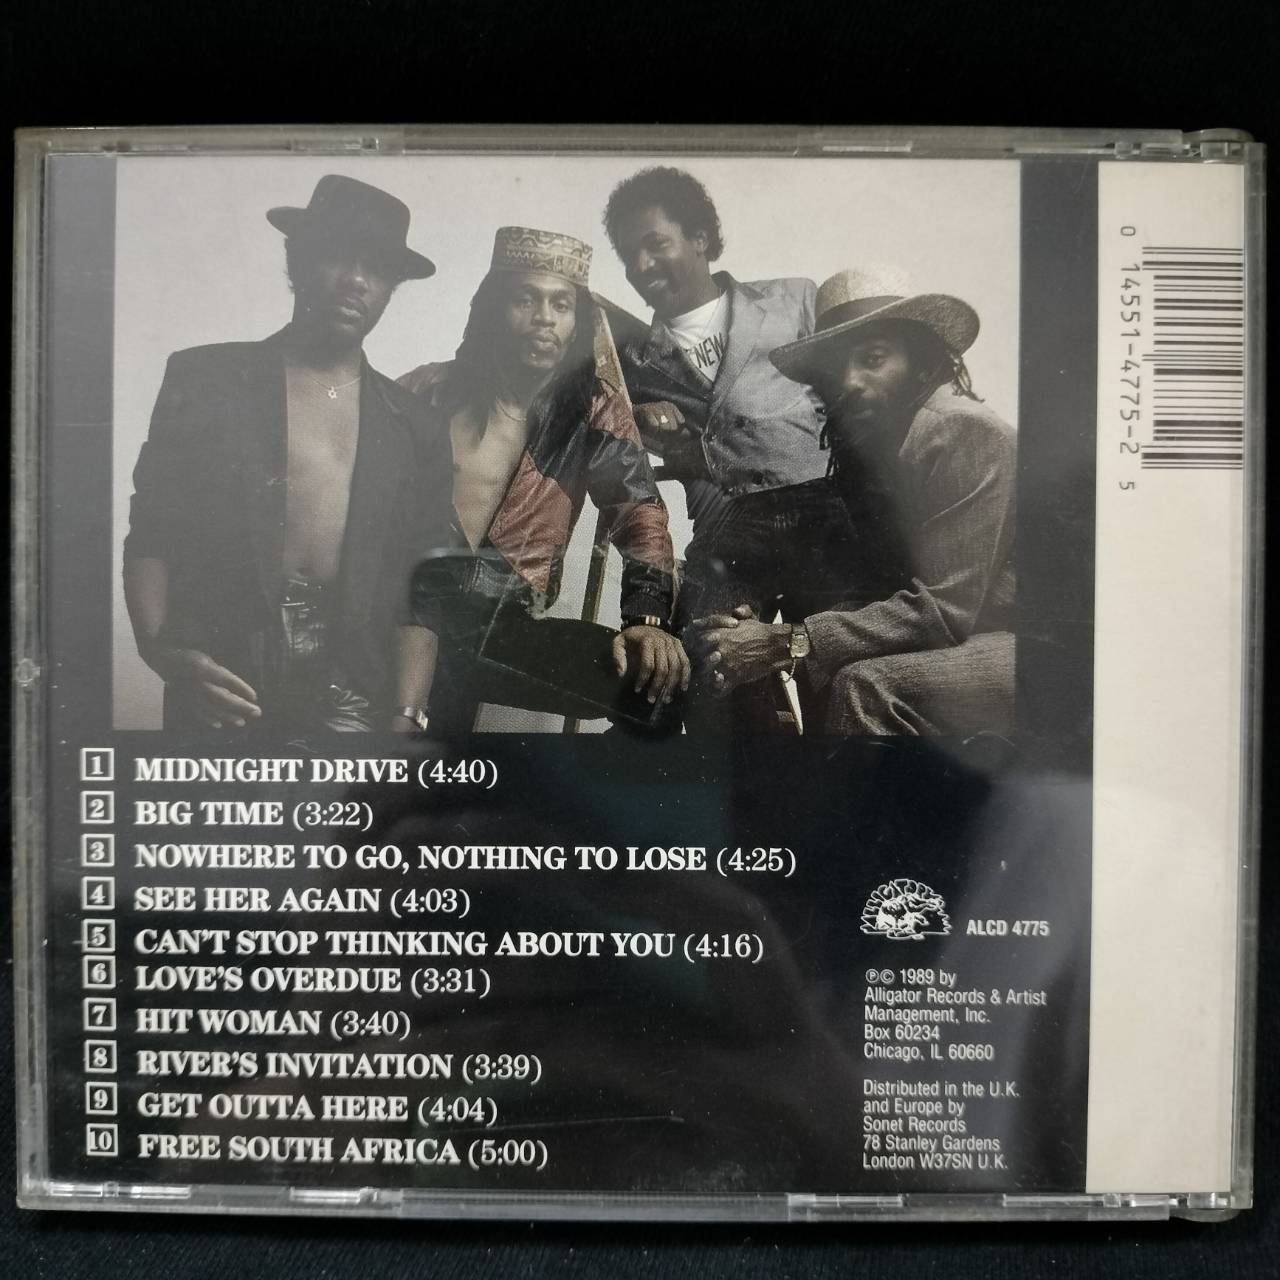 NEW
0 14551-4775-2 5
1 MIDNIGHT DRIVE (4:40)
2 BIG TIME (3:22)
3 NOWHERE TO GO, NOTHING TO LOSE (4:25)
4 SEE HER AGAIN (4:03)
5 CAN'T STOP THINKING ABOUT YOU (4:16)
6 LOVE'S OVERDUE (3:31)
7 HIT WOMAN (3:40)
8 RIVER'S INVITATION (3:39)
9 GET OUTTA HERE (4:04)
10 FREE SOUTH AFRICA (5:00)
ALLIGATOR
ALCD 4775
℗© 1989 by
Alligator Records & Artist
Management, Inc.
Box 60234
Chicago, IL 60660
Distributed in the U.K.
and Europe by
Sonet Records
78 Stanley Gardens
London W37SN U.K.